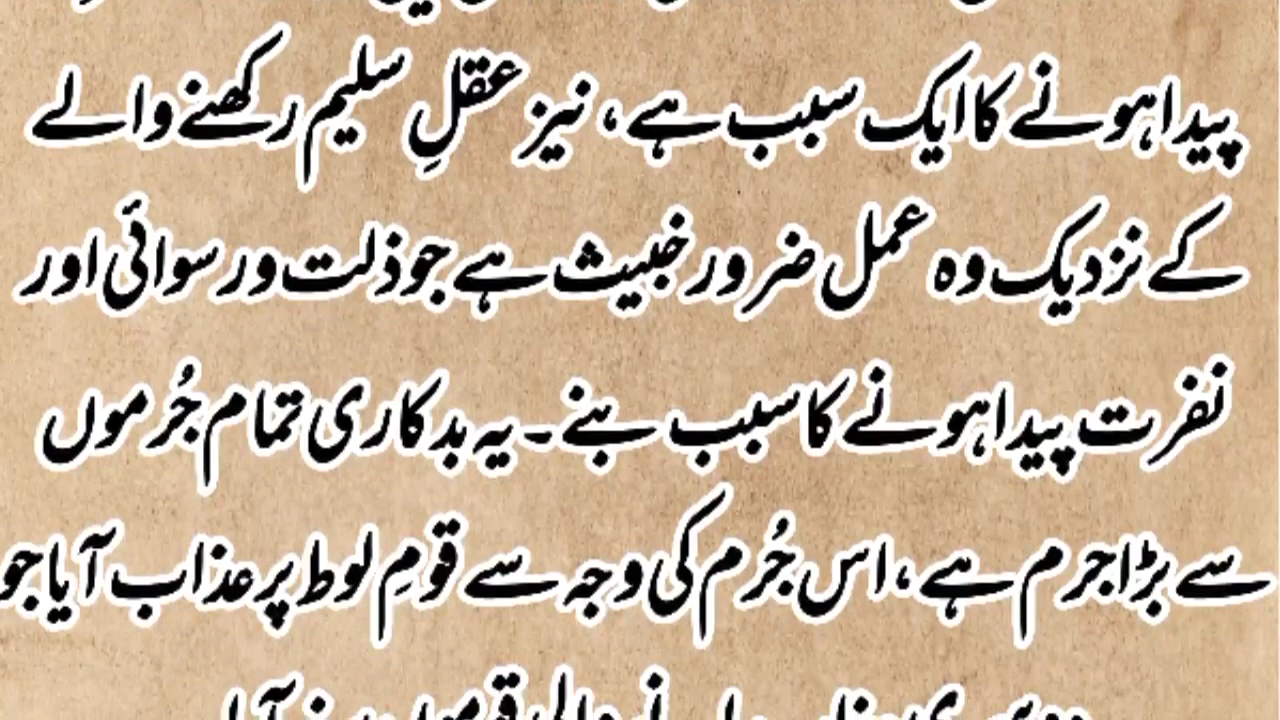 پیدا ہونے کا ایک سبب ہے، نیز عقلِ سلیم رکھنے والے
کے نزدیک وہ عمل ضرور خبیث ہے جو ذلت و رسوائی اور
نفرت پیدا ہونے کا سبب بنے۔ یہ بدکاری تمام جُرموں
سے بڑا جرم ہے، اس جُرم کی وجہ سے قومِ لوط پر عذاب آیا جو